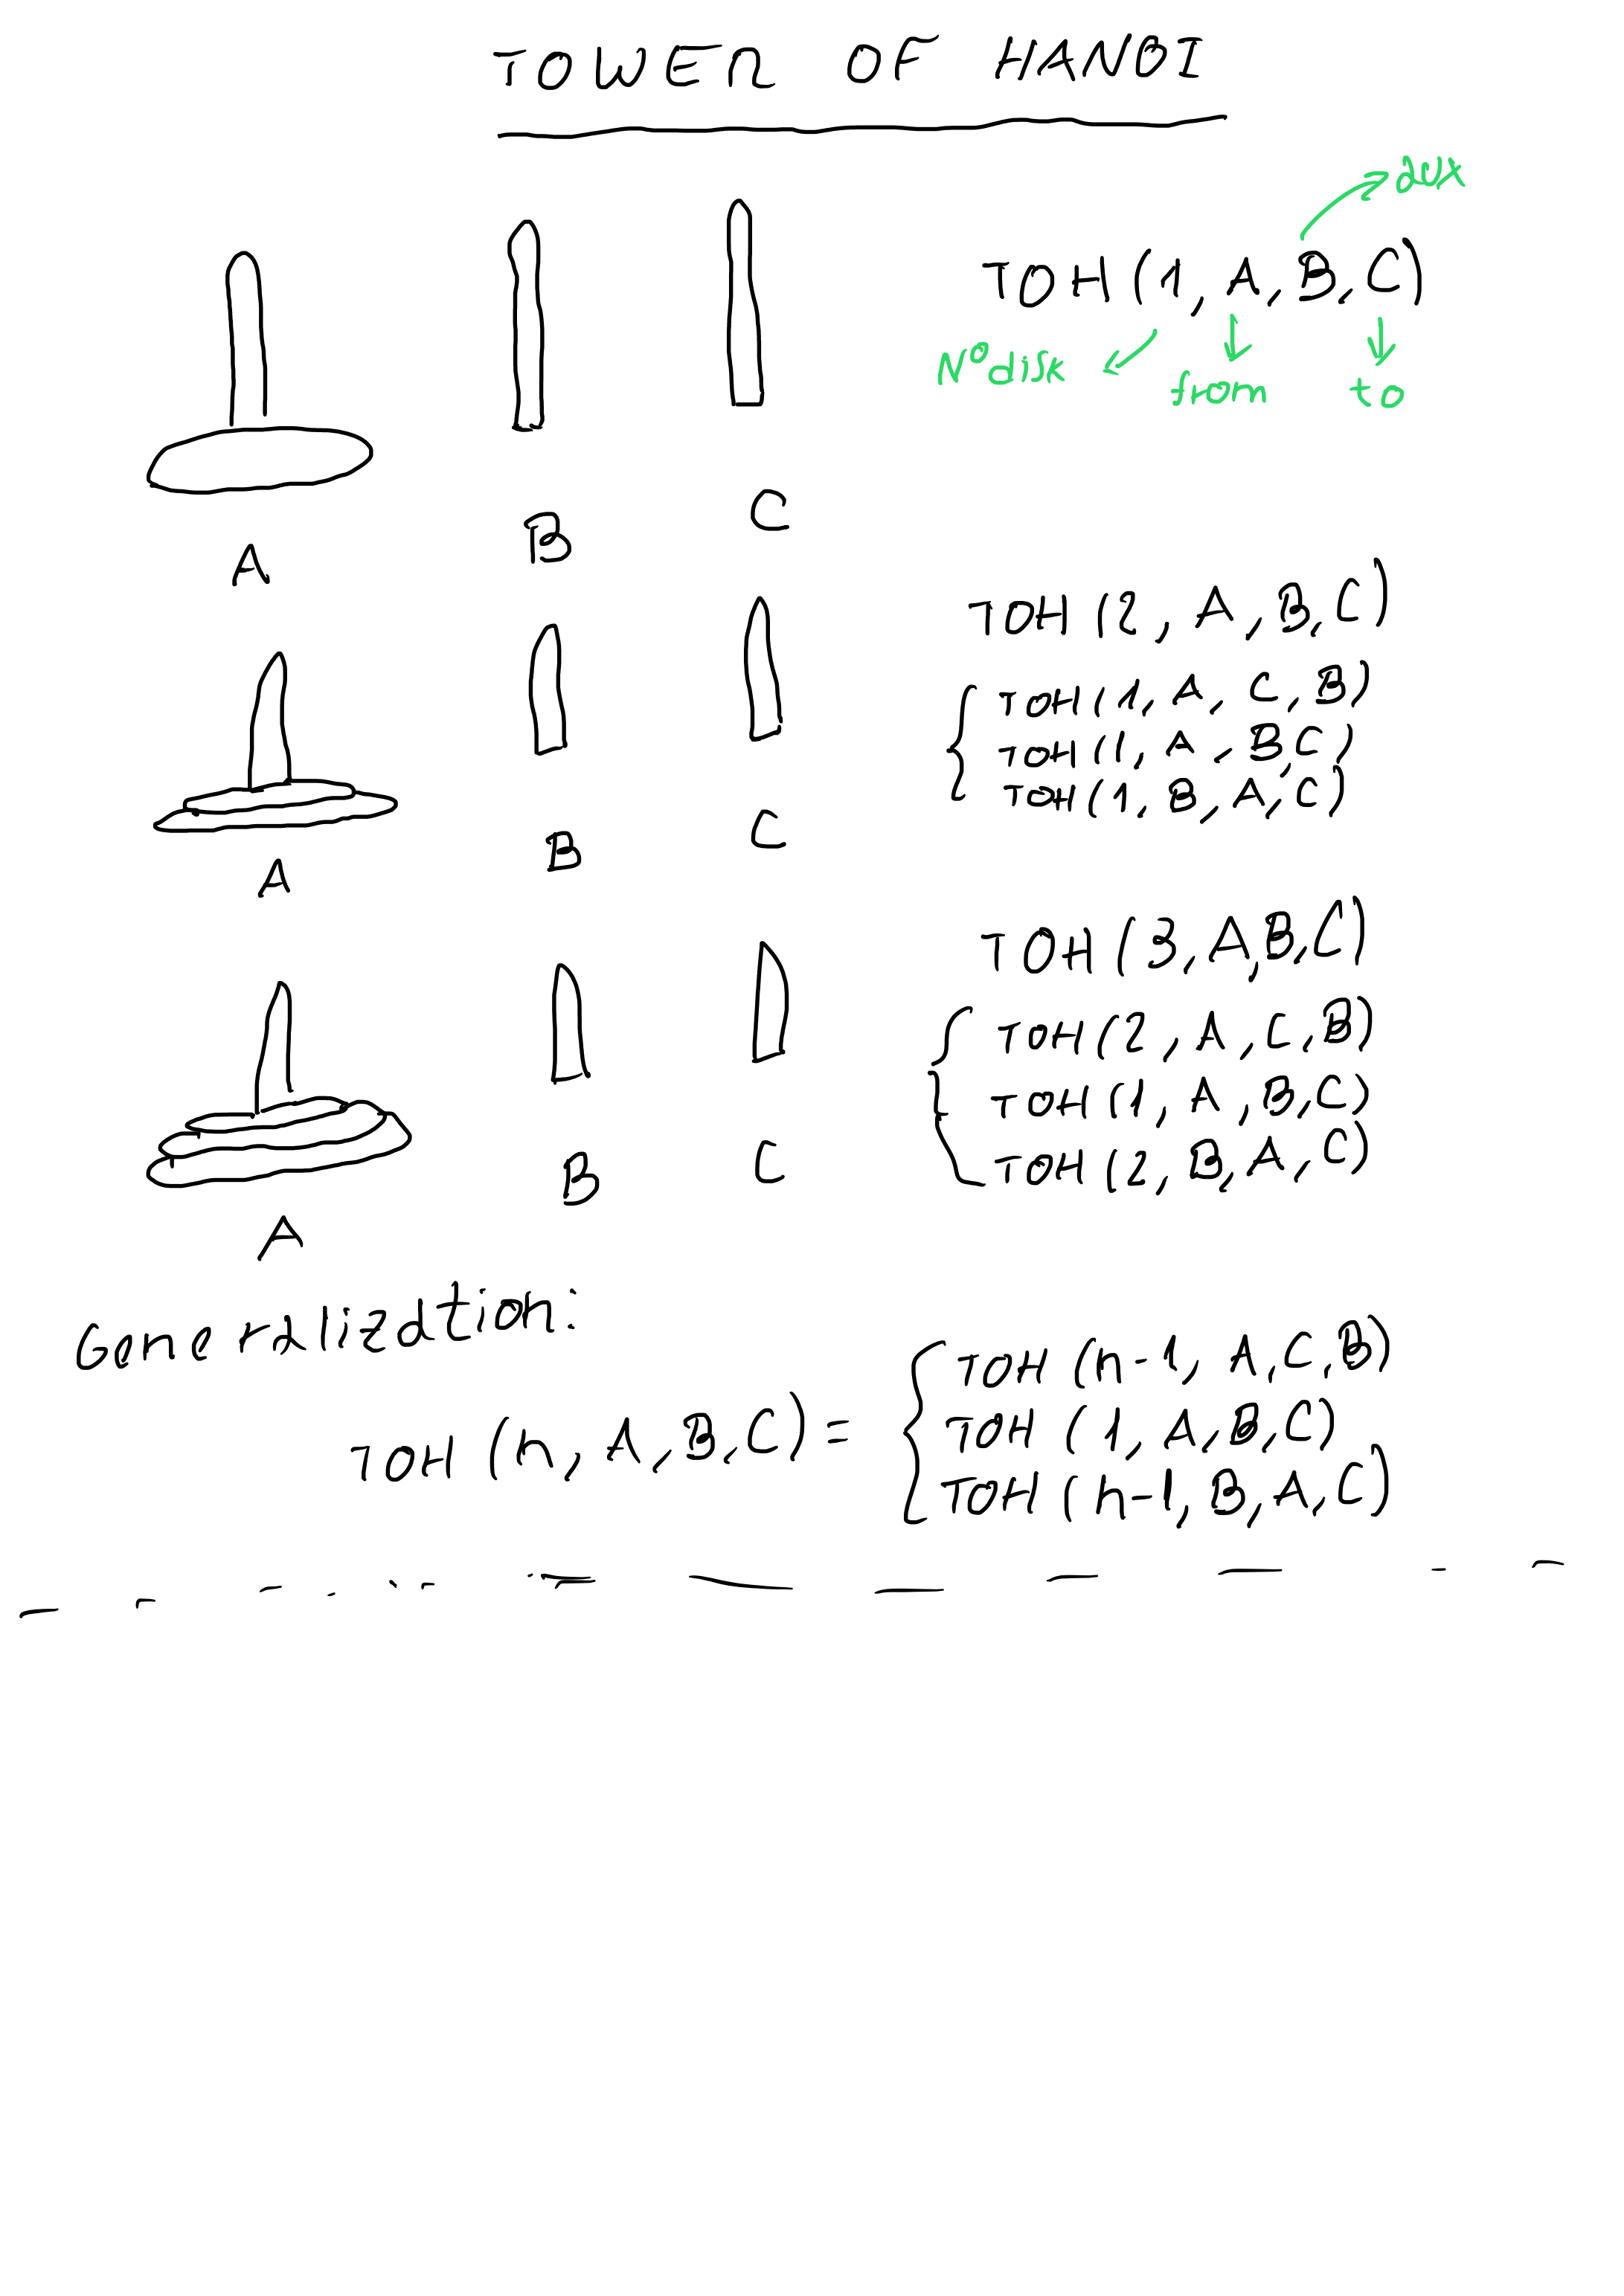 TOWER OF HANOI
aux
TOH (1, A, B, C)
Nº disk from to
A B C
TOH (2, A, B, C)
TOH (1, A, C, B)
TOH (1, A, B, C)
TOH (1, B, A, C)
A B C
TOH (3, A, B, C)
TOH (2, A, C, B)
TOH (1, A, B, C)
TOH (2, B, A, C)
A B C
Generalization:
TOH (n, A, B, C) =
TOH (n-1, A, C, B)
TOH (1, A, B, C)
TOH (n-1, B, A, C)